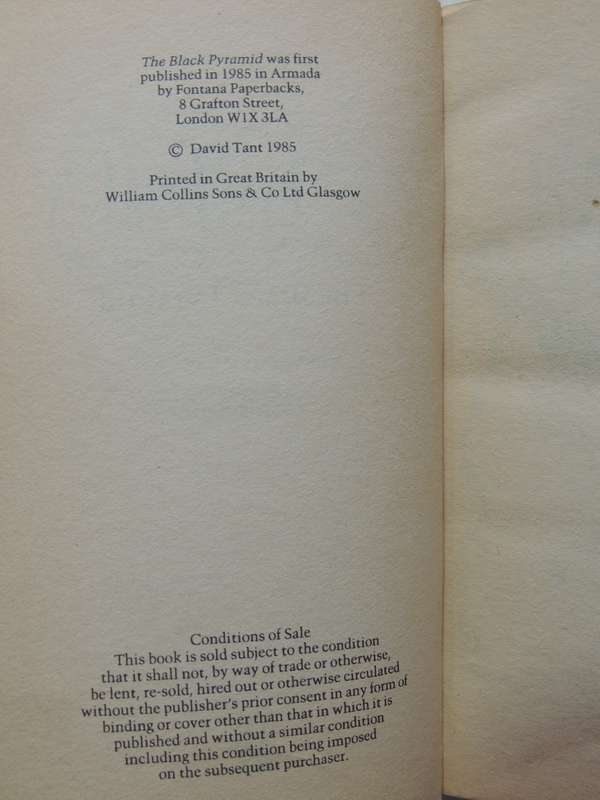 The Black Pyramid was first
published in 1985 in Armada
by Fontana Paperbacks,
8 Grafton Street,
London W1X 3LA
© David Tant 1985
Printed in Great Britain by
William Collins Sons & Co Ltd Glasgow
Conditions of Sale
This book is sold subject to the condition
that it shall not, by way of trade or otherwise,
be lent, re-sold, hired out or otherwise circulated
without the publisher's prior consent in any form of
binding or cover other than that in which it is
published and without a similar condition
including this condition being imposed
on the subsequent purchaser.